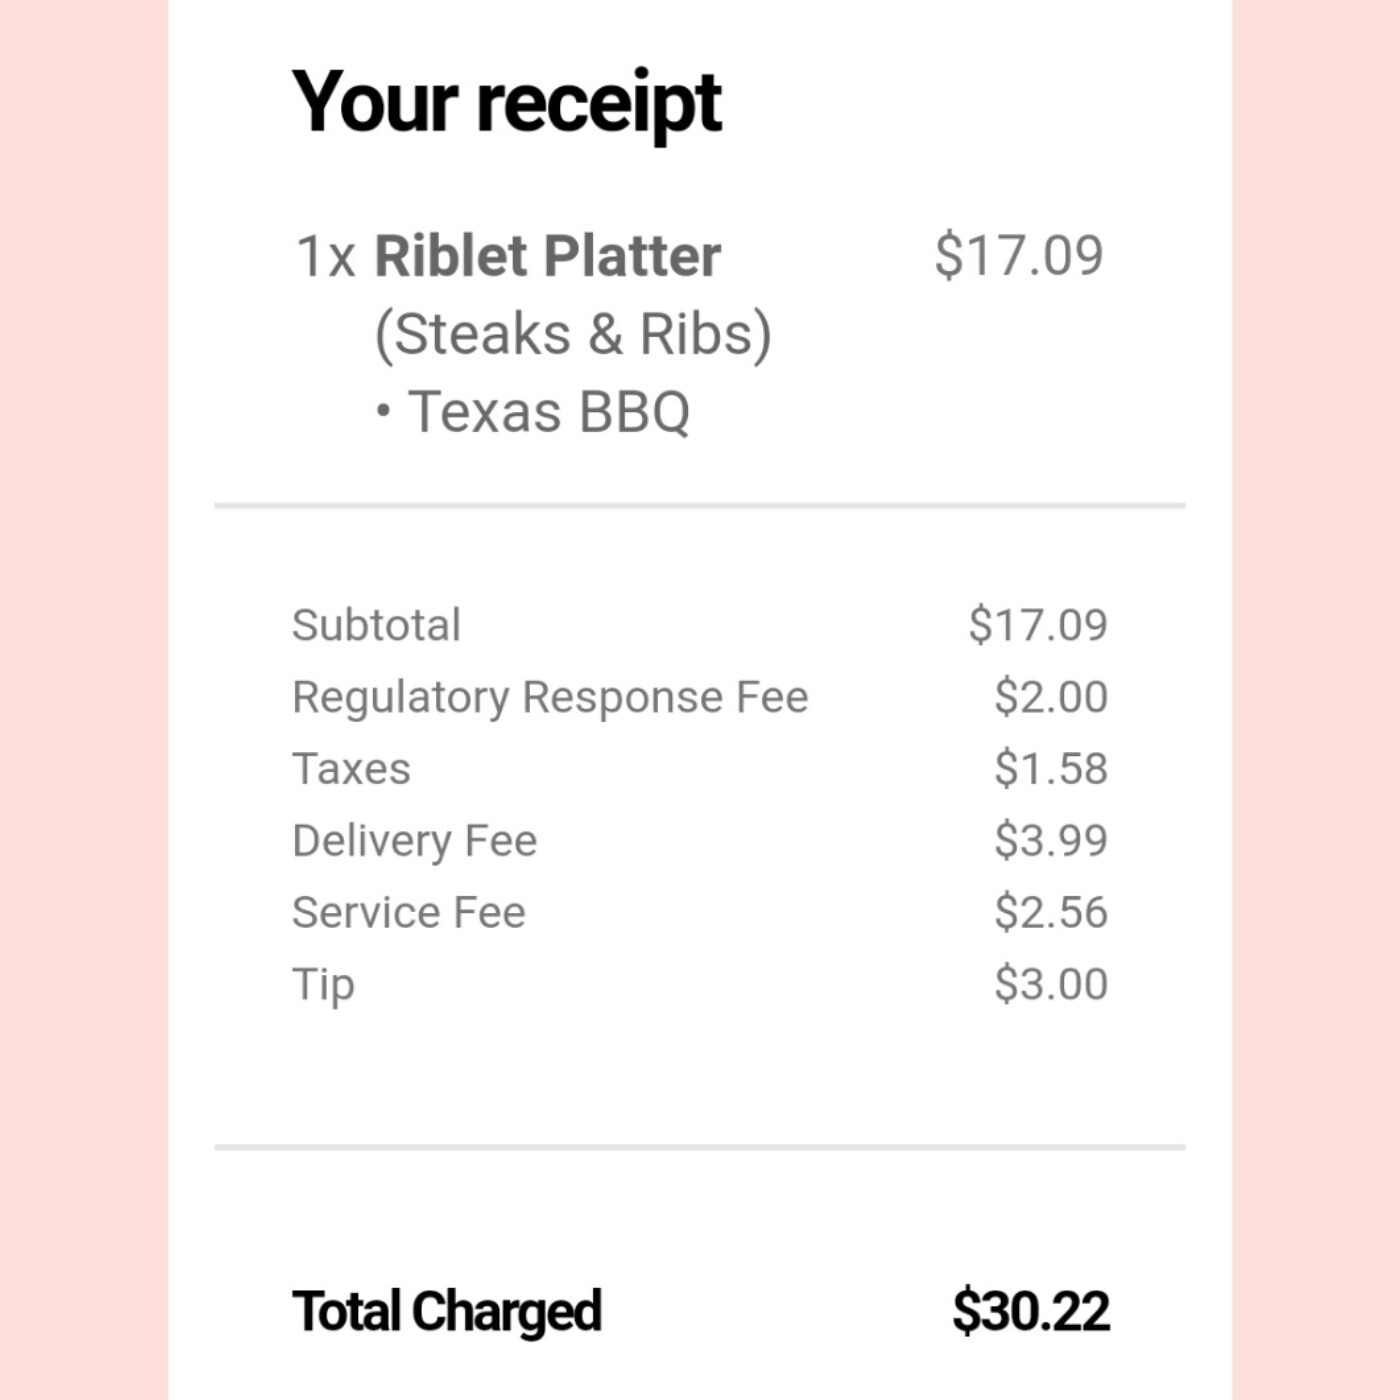 Your receipt
1x Riblet Platter $17.09
(Steaks & Ribs)
• Texas BBQ
Subtotal $17.09
Regulatory Response Fee $2.00
Taxes $1.58
Delivery Fee $3.99
Service Fee $2.56
Tip $3.00
Total Charged $30.22